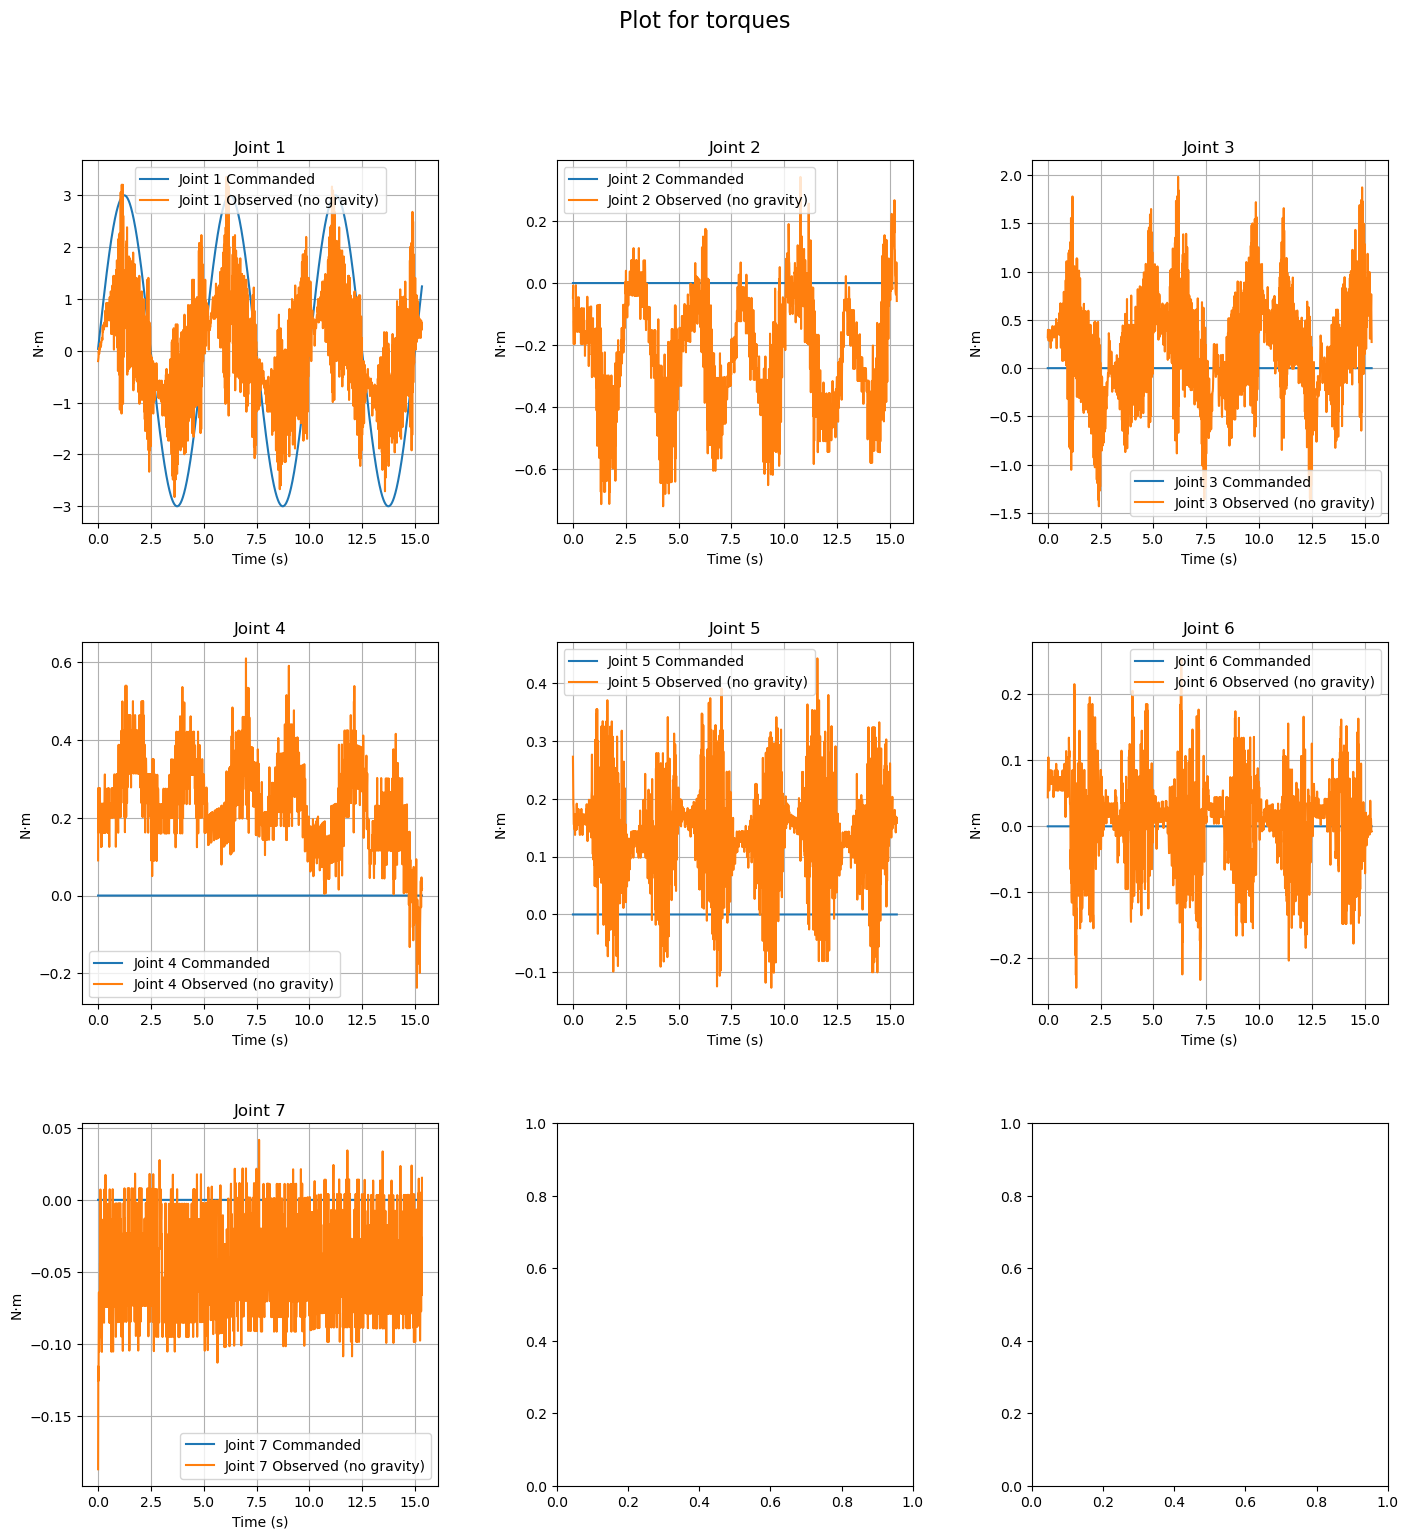 Plot for torques
Joint 1
Joint 2
Joint 3
Joint 1 Commanded
Joint 1 Observed (no gravity)
Joint 2 Commanded
Joint 2 Observed (no gravity)
Joint 3 Commanded
Joint 3 Observed (no gravity)
3
2
1
0
−1
−2
−3
N·m
0.0 2.5 5.0 7.5 10.0 12.5 15.0
Time (s)
0.2
0.0
−0.2
−0.4
−0.6
N·m
0.0 2.5 5.0 7.5 10.0 12.5 15.0
Time (s)
2.0
1.5
1.0
0.5
0.0
−0.5
−1.0
−1.5
N·m
0.0 2.5 5.0 7.5 10.0 12.5 15.0
Time (s)
Joint 4
Joint 5
Joint 6
Joint 4 Commanded
Joint 4 Observed (no gravity)
Joint 5 Commanded
Joint 5 Observed (no gravity)
Joint 6 Commanded
Joint 6 Observed (no gravity)
0.6
0.4
0.2
0.0
−0.2
N·m
0.0 2.5 5.0 7.5 10.0 12.5 15.0
Time (s)
0.4
0.3
0.2
0.1
0.0
−0.1
N·m
0.0 2.5 5.0 7.5 10.0 12.5 15.0
Time (s)
0.2
0.1
0.0
−0.1
−0.2
N·m
0.0 2.5 5.0 7.5 10.0 12.5 15.0
Time (s)
Joint 7
Joint 7 Commanded
Joint 7 Observed (no gravity)
0.05
0.00
−0.05
−0.10
−0.15
N·m
0.0 2.5 5.0 7.5 10.0 12.5 15.0
Time (s)
1.0
0.8
0.6
0.4
0.2
0.0
0.0 0.2 0.4 0.6 0.8 1.0
1.0
0.8
0.6
0.4
0.2
0.0
0.0 0.2 0.4 0.6 0.8 1.0